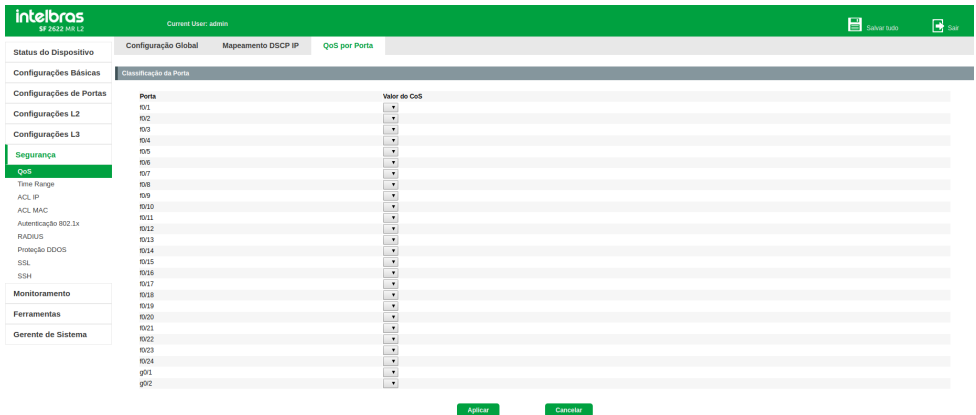 intelbras
SF 2622 MR L2
Current User: admin
Salvar tudo
Sair
Status do Dispositivo
Configurações Básicas
Configurações de Portas
Configurações L2
Configurações L3
Segurança
QoS
Time Range
ACL IP
ACL MAC
Autenticação 802.1x
RADIUS
Proteção DDOS
SSL
SSH
Monitoramento
Ferramentas
Gerente de Sistema
Configuração Global Mapeamento DSCP IP QoS por Porta
Classificação da Porta
Porta Valor do CoS
f0/1
f0/2
f0/3
f0/4
f0/5
f0/6
f0/7
f0/8
f0/9
f0/10
f0/11
f0/12
f0/13
f0/14
f0/15
f0/16
f0/17
f0/18
f0/19
f0/20
f0/21
f0/22
f0/23
f0/24
g0/1
g0/2
Aplicar Cancelar